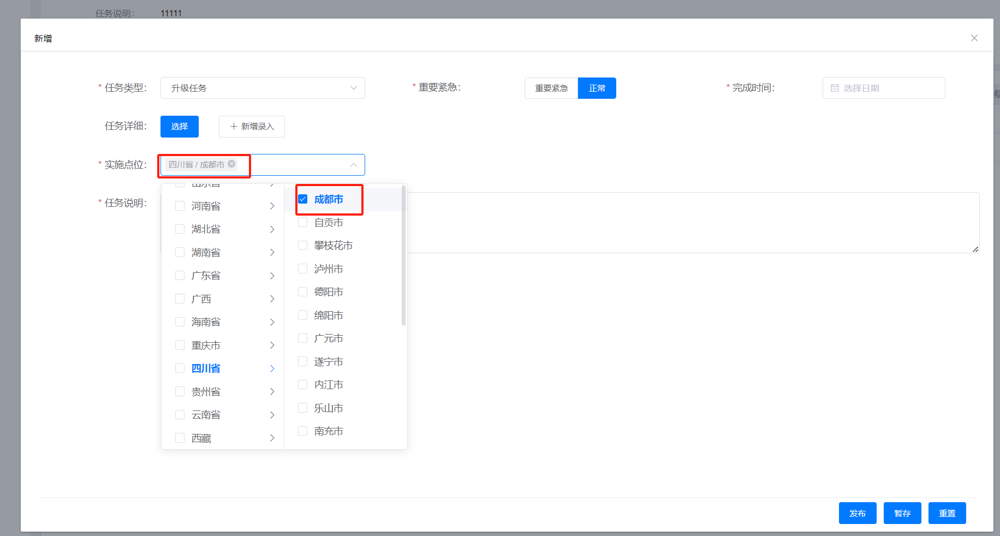 任务说明： 11111
新增
* 任务类型： 升级任务 * 重要紧急： 重要紧急 正常 * 完成时间： 选择日期
任务详细： 选择 新增录入
* 实施点位： 四川省 / 成都市
* 任务说明：
山东省
河南省
湖北省
湖南省
广东省
广西
海南省
重庆市
四川省
贵州省
云南省
西藏
成都市
自贡市
攀枝花市
泸州市
德阳市
绵阳市
广元市
遂宁市
内江市
乐山市
南充市
发布 暂存 重置